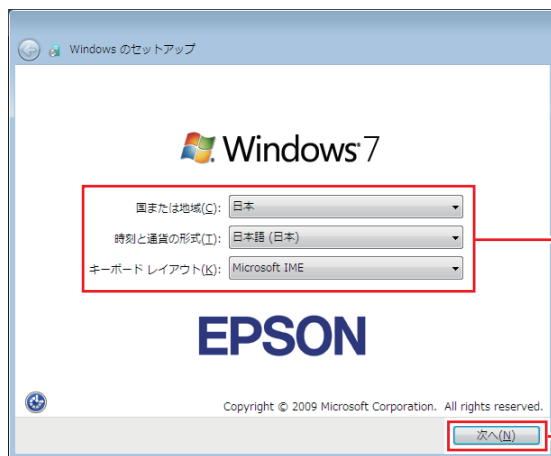 Windows のセットアップ
Windows 7
国または地域(C): 日本
時刻と通貨の形式(T): 日本語 (日本)
キーボード レイアウト(K): Microsoft IME
EPSON
Copyright © 2009 Microsoft Corporation. All rights reserved.
次へ(N)